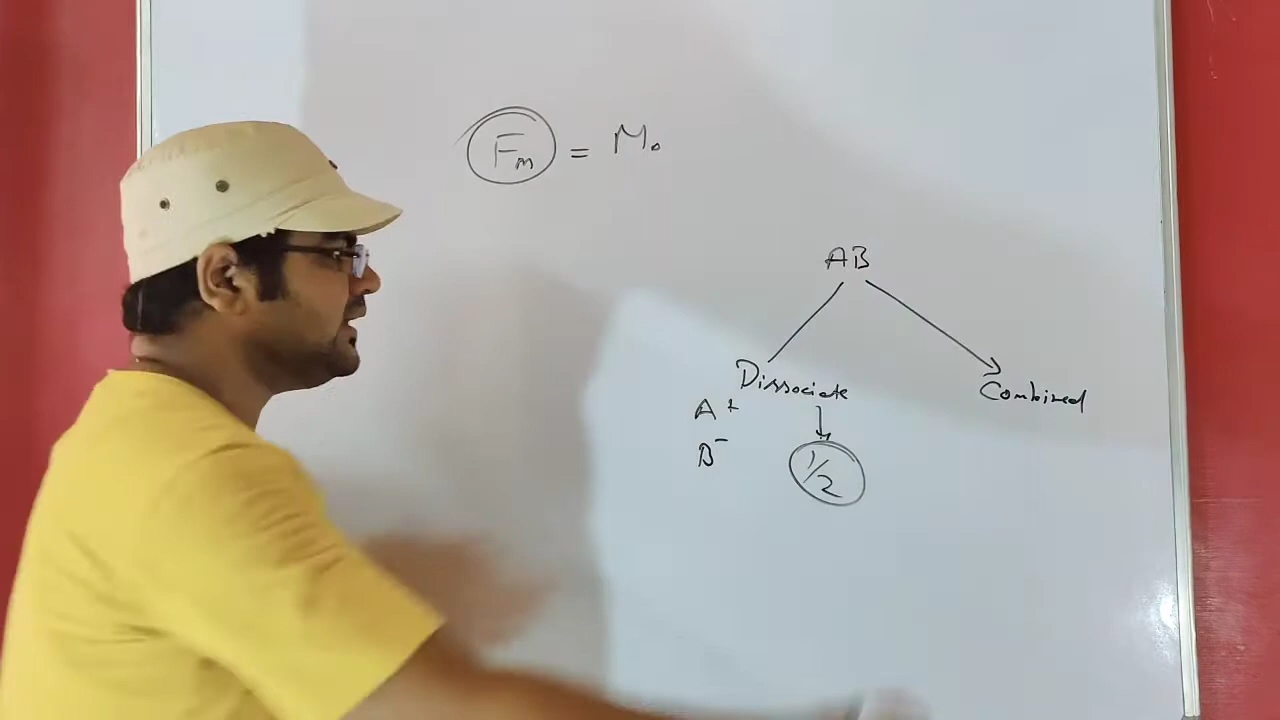 Fm = Mo
AB
Dissociate
Combined
A+
B-
1/2